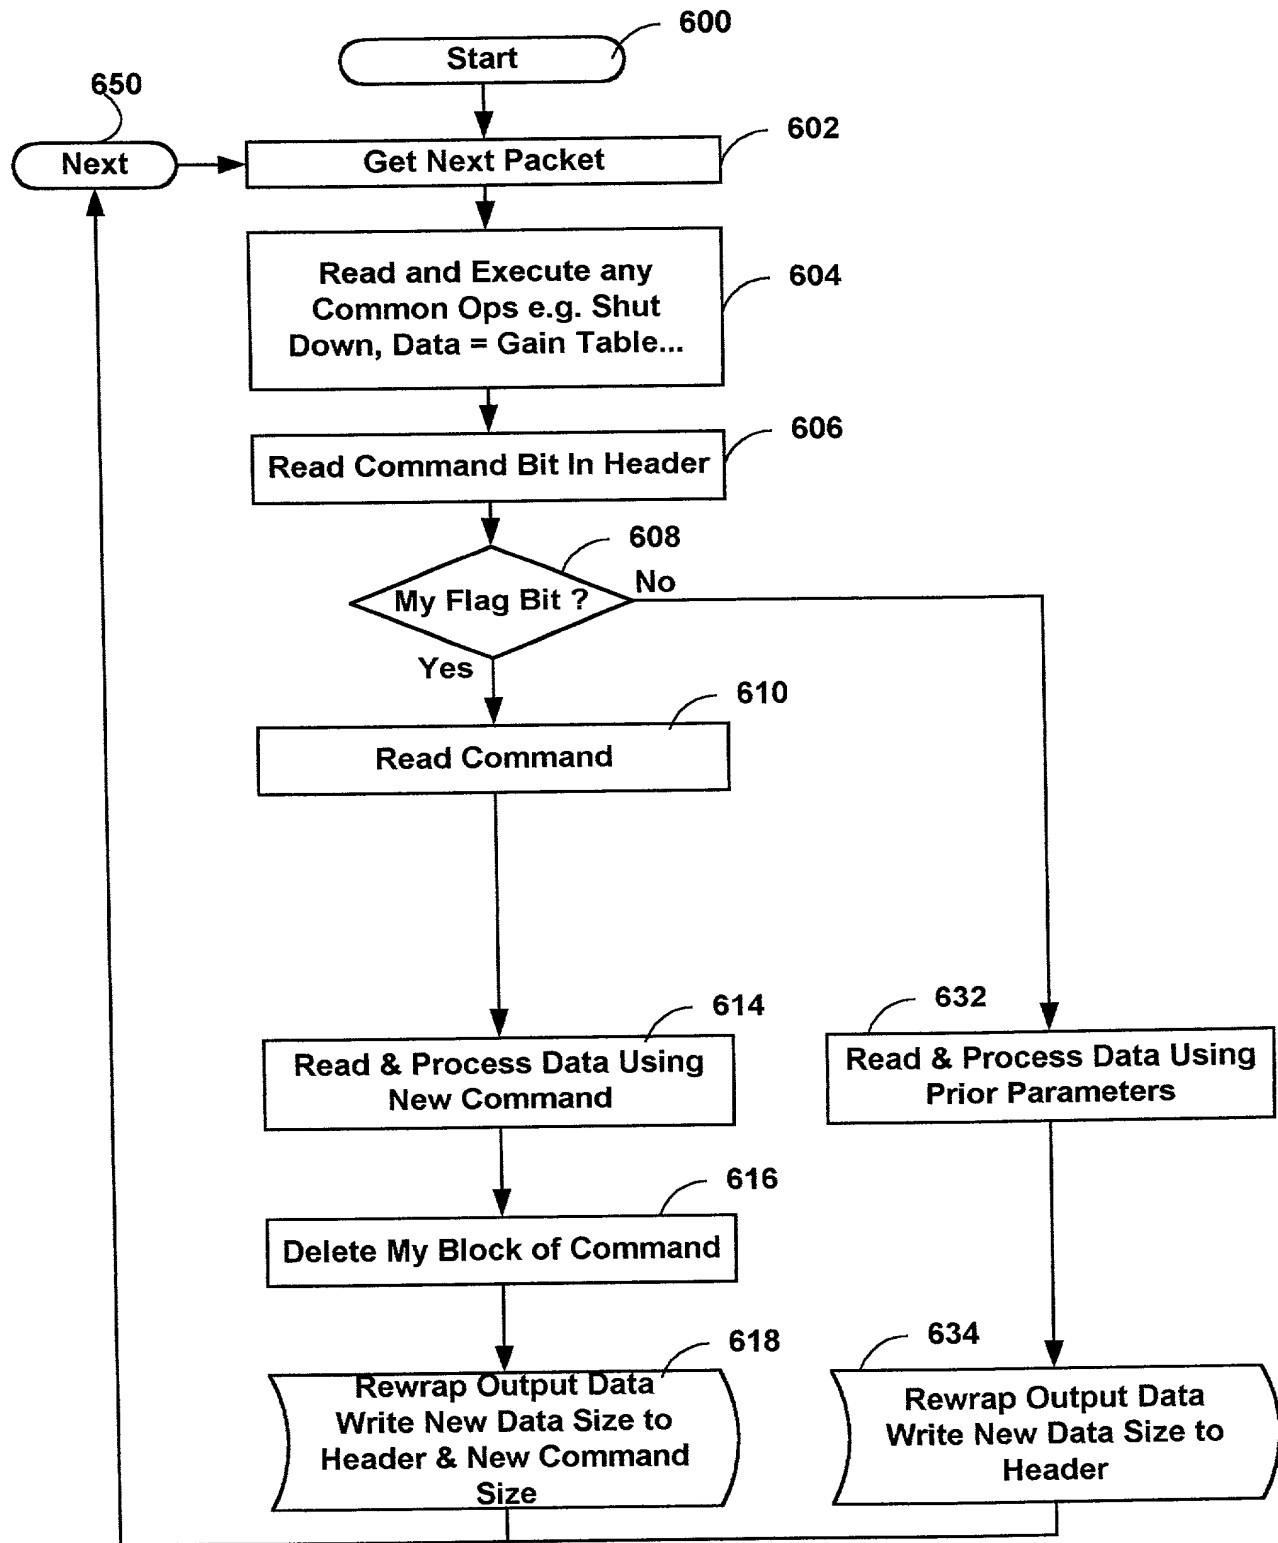 600
Start
650
Next
602
Get Next Packet
604
Read and Execute any
Common Ops e.g. Shut
Down, Data = Gain Table...
606
Read Command Bit In Header
608
My Flag Bit ?
No
Yes
610
Read Command
614
Read & Process Data Using
New Command
632
Read & Process Data Using
Prior Parameters
616
Delete My Block of Command
618
Rewrap Output Data
Write New Data Size to
Header & New Command
Size
634
Rewrap Output Data
Write New Data Size to
Header